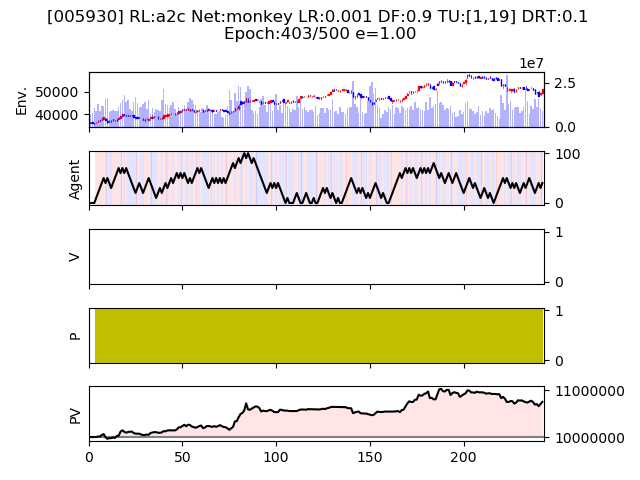 [005930] RL:a2c Net:monkey LR:0.001 DF:0.9 TU:[1,19] DRT:0.1
Epoch:403/500 e=1.00
1e7
Env.
50000
40000
2.5
0.0
Agent
100
0
V
1
0
P
1
0
PV
11000000
10000000
0 50 100 150 200